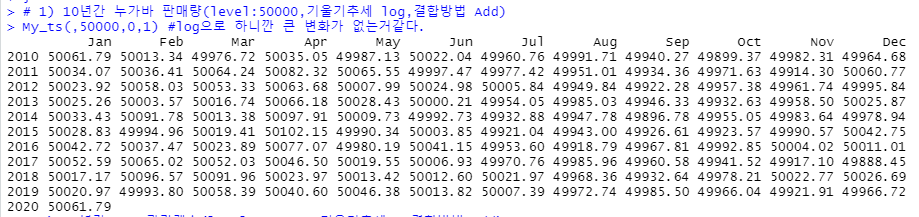 > # 1) 10년간 누가바 판매량(level:50000,기울기추세 log,결합방법 Add)
> My_ts(,50000,0,1) #log으로 하니깐 큰 변화가 없는거같다.
Jan Feb Mar Apr May Jun Jul Aug Sep Oct Nov Dec
2010 50061.79 50013.34 49976.72 50035.05 49987.13 50022.04 49960.76 49991.71 49940.27 49899.37 49982.31 49964.68
2011 50034.07 50036.41 50064.24 50082.32 50065.55 49997.47 49977.42 49951.01 49934.36 49971.63 49914.30 50060.77
2012 50023.92 50058.03 50053.33 50063.68 50007.99 50024.98 50005.84 49949.84 49922.28 49957.38 49961.74 49995.84
2013 50025.26 50003.57 50016.74 50066.18 50028.43 50000.21 49954.05 49985.03 49946.33 49932.63 49958.50 50025.87
2014 50033.43 50091.78 50013.38 50097.91 50009.73 49992.73 49932.88 49947.78 49896.78 49955.05 49983.64 49978.94
2015 50028.83 49994.96 50019.41 50102.15 49990.34 50003.85 49921.04 49943.00 49926.61 49923.57 49990.57 50042.75
2016 50042.72 50037.47 50023.89 50077.07 49980.19 50041.15 49953.60 49918.79 49967.81 49992.85 50004.02 50011.01
2017 50052.59 50065.02 50052.03 50046.50 50019.55 50006.93 49970.76 49985.96 49960.58 49941.52 49917.10 49888.45
2018 50017.17 50096.57 50091.96 50023.97 50013.42 50012.60 50021.97 49968.36 49932.64 49978.21 50022.77 50026.69
2019 50020.97 49993.80 50058.39 50040.60 50046.38 50013.82 50007.39 49972.74 49985.50 49966.04 49921.91 49966.72
2020 50061.79